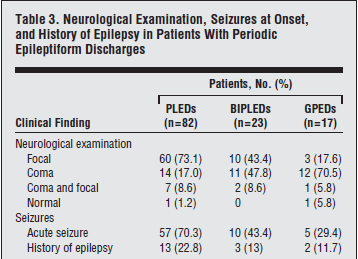 Table 3. Neurological Examination, Seizures at Onset,
and History of Epilepsy in Patients With Periodic
Epileptiform Discharges
Patients, No. (%)
PLEDs BIPLEDs GPEDs
Clinical Finding (n=82) (n=23) (n=17)
Neurological examination
Focal 60 (73.1) 10 (43.4) 3 (17.6)
Coma 14 (17.0) 11 (47.8) 12 (70.5)
Coma and focal 7 (8.6) 2 (8.6) 1 (5.8)
Normal 1 (1.2) 0 1 (5.8)
Seizures
Acute seizure 57 (70.3) 10 (43.4) 5 (29.4)
History of epilepsy 13 (22.8) 3 (13) 2 (11.7)